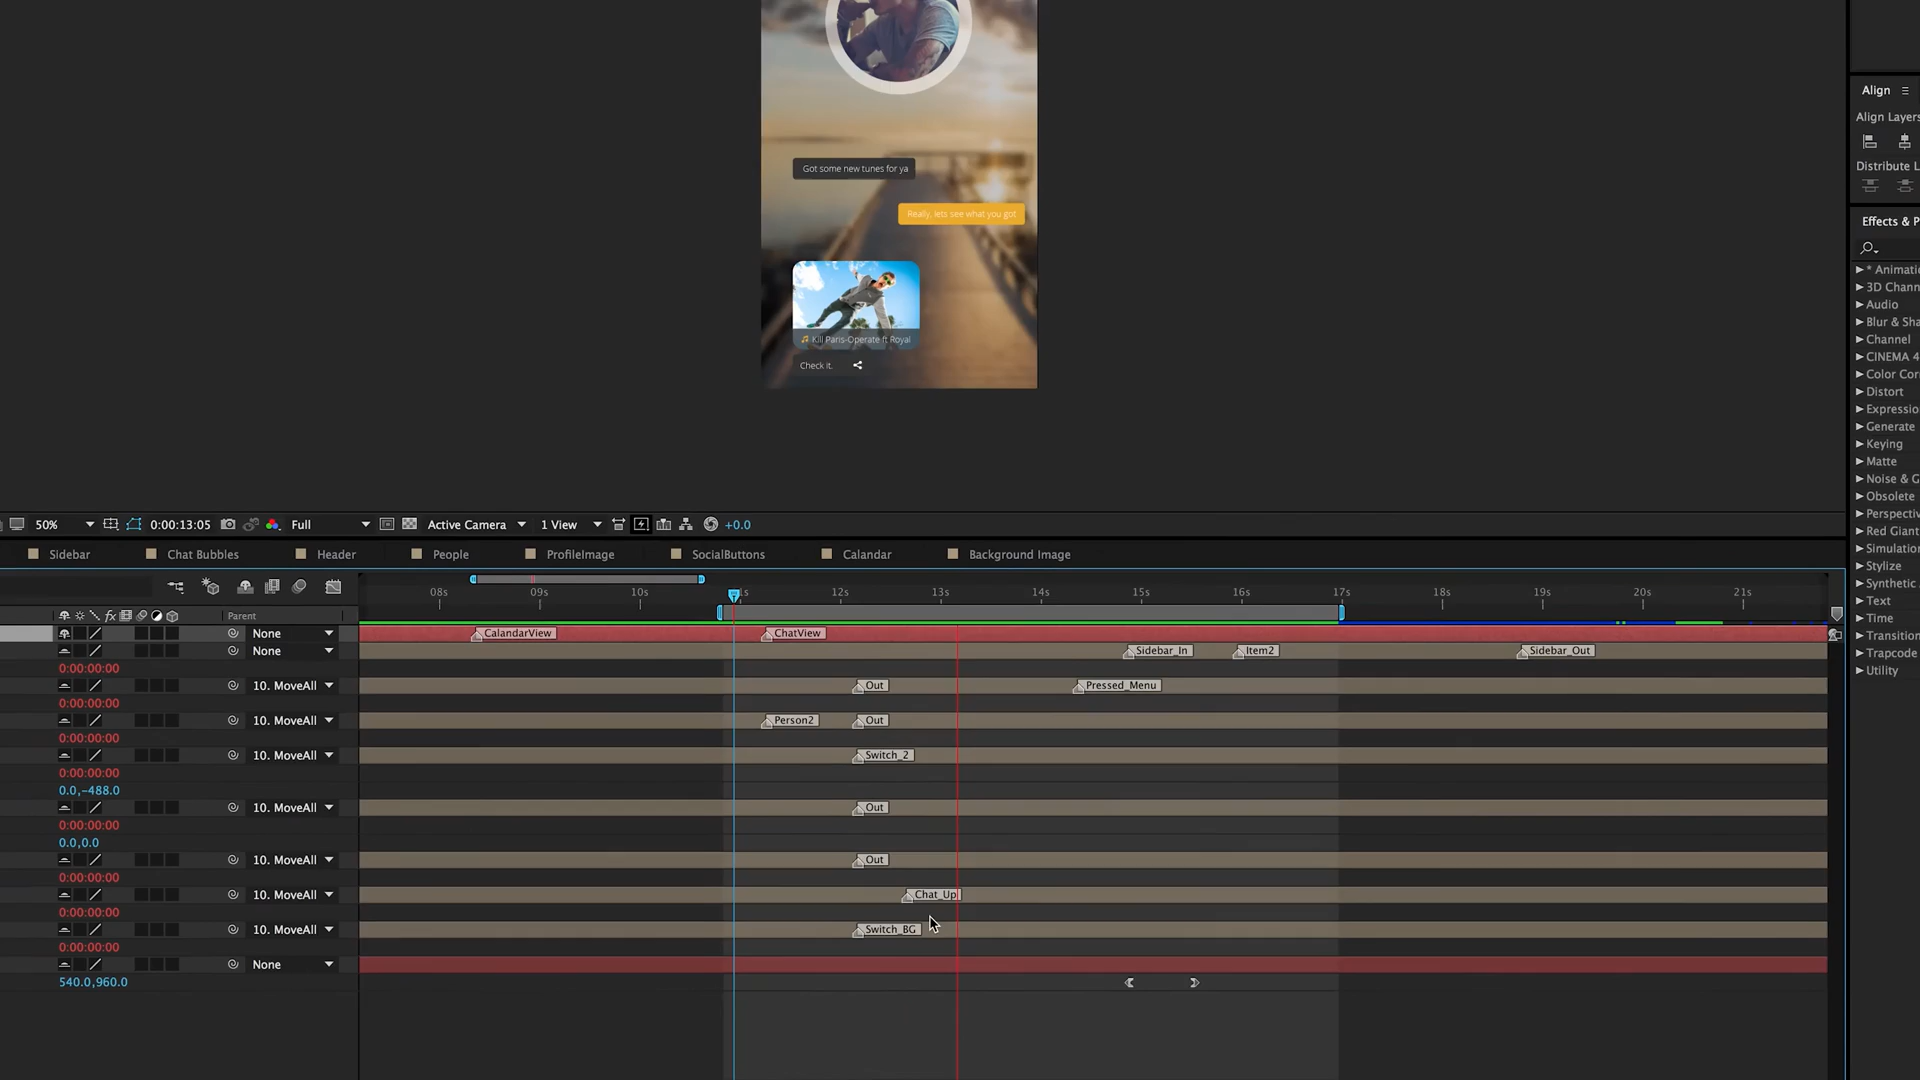 Got some new tunes for ya
Really, lets see what you got
Kill Paris-Operate ft Royal
Check it.
Align
Align Layers
Distribute L
Effects & P
* Animati
3D Chann
Audio
Blur & Sha
Channel
CINEMA 4
Color Cor
Distort
Expressio
Generate
Keying
Matte
Noise & G
Obsolete
Perspecti
Red Giant
Simulatio
Stylize
Synthetic
Text
Time
Transition
Trapcode
Utility
50% 0:00:13:05 Full Active Camera 1 View +0.0
Sidebar Chat Bubbles Header People ProfileImage SocialButtons Calandar Background Image
08s 09s 10s 1s 12s 13s 14s 15s 16s 17s 18s 19s 20s 21s
fx Parent
None CalandarView ChatView
None Sidebar_In Item2 Sidebar_Out
0:00:00:00
10. MoveAll Out Pressed_Menu
0:00:00:00
10. MoveAll Person2 Out
0:00:00:00
10. MoveAll Switch_2
0:00:00:00
0.0,-488.0
10. MoveAll Out
0:00:00:00
0.0,0.0
10. MoveAll Out
0:00:00:00
10. MoveAll Chat_Up
0:00:00:00
10. MoveAll Switch_BG
0:00:00:00
None
540.0,960.0